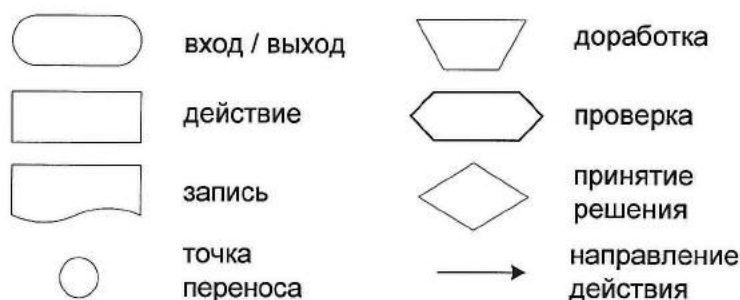 вход / выход
доработка
действие
проверка
запись
принятие
решения
точка
переноса
направление
действия